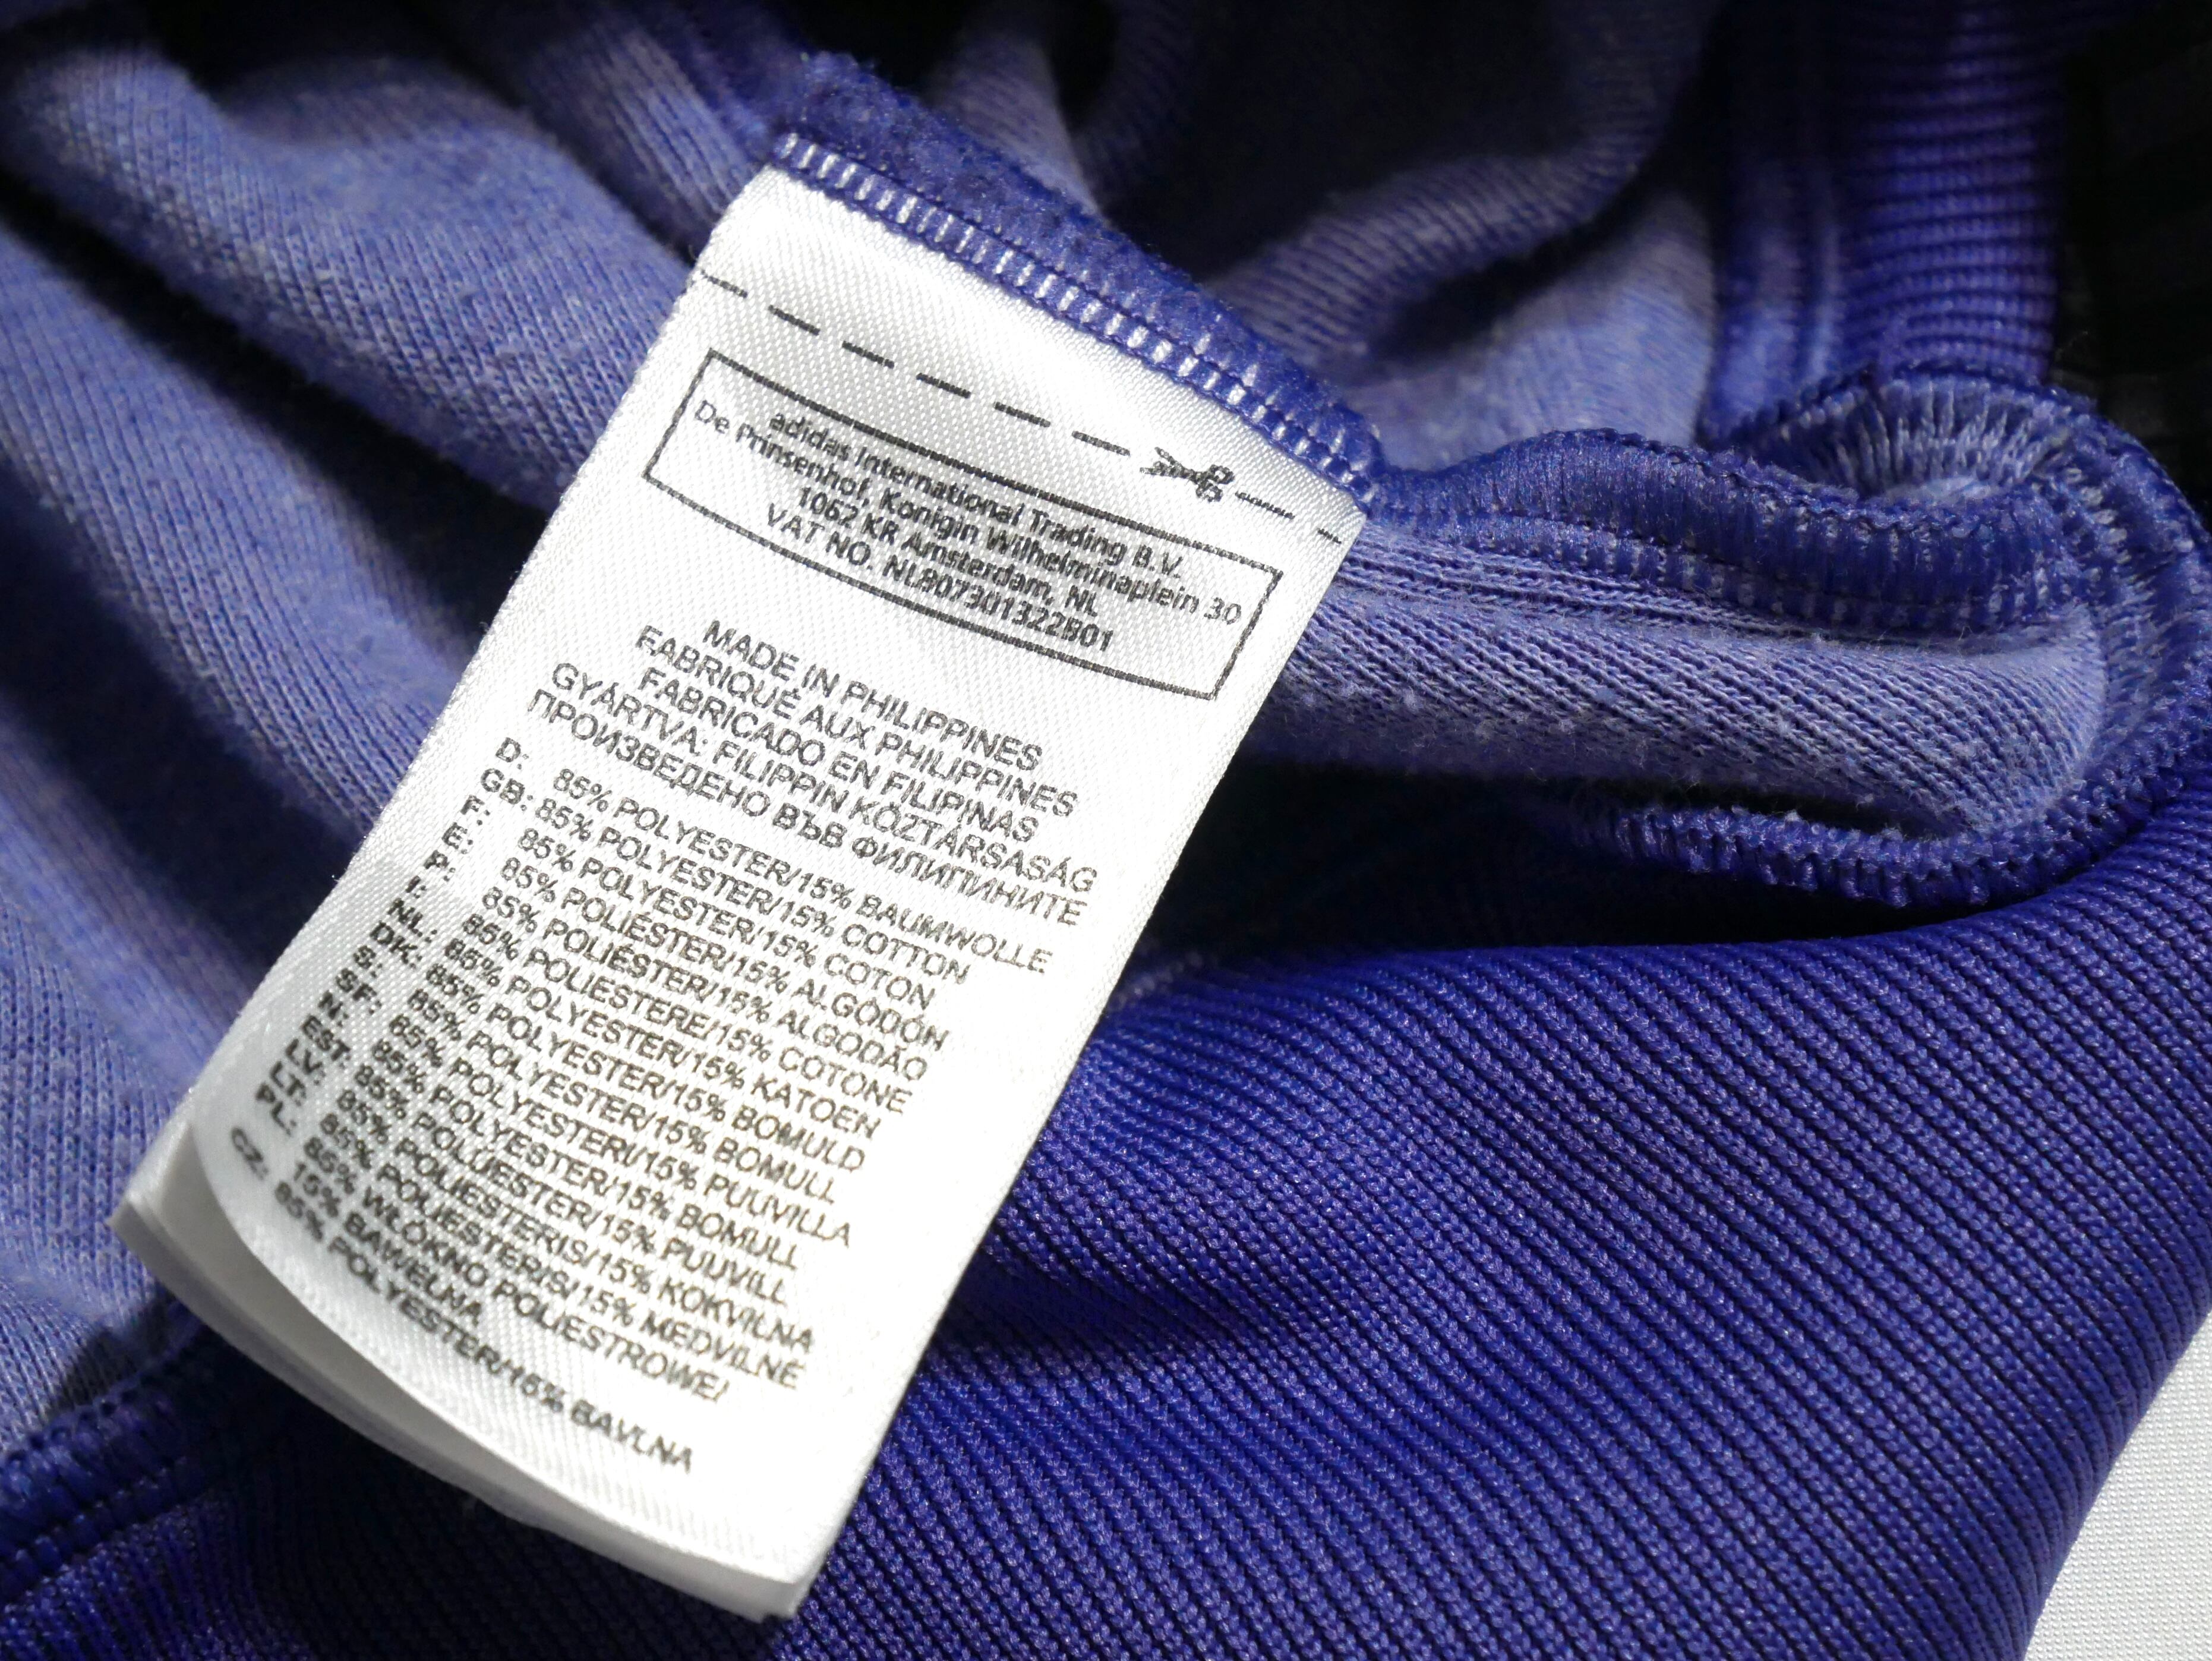 adidas International Trading B.V.
De Prinsenhof, Konigin Wilhelminaplein 30
1062 KR Amsterdam, NL
VAT NO. NL807301322B01
MADE IN PHILIPPINES
FABRIQUÉ AUX PHILIPPINES
FABRICADO EN FILIPINAS
GYÁRTVA: FILIPPIN KÖZTÁRSASÁG
ПРОИЗВЕДЕНО ВЪВ ФИЛИПИНИТЕ
D: 85% POLYESTER/15% BAUMWOLLE
GB: 85% POLYESTER/15% COTTON
F: 85% POLYESTER/15% COTON
E: 85% POLIÉSTER/15% ALGODÓN
P: 85% POLIÉSTER/15% ALGODÃO
I: 85% POLIESTERE/15% COTONE
NL: 85% POLYESTER/15% KATOEN
DK: 85% POLYESTER/15% BOMULD
S: 85% POLYESTER/15% BOMULL
SF: 85% POLYESTERI/15% PUUVILLA
N: 85% POLYESTER/15% BOMULL
EST: 85% POLÜESTER/15% PUUVILL
LV: 85% POLIESTERIS/15% KOKVILNA
LT: 85% POLIESTERIS/15% MEDVILNĖ
PL: 85% WŁÓKNO POLIESTROWE/
15% BAWEŁNA
CZ: 85% POLYESTER/15% BAVLNA